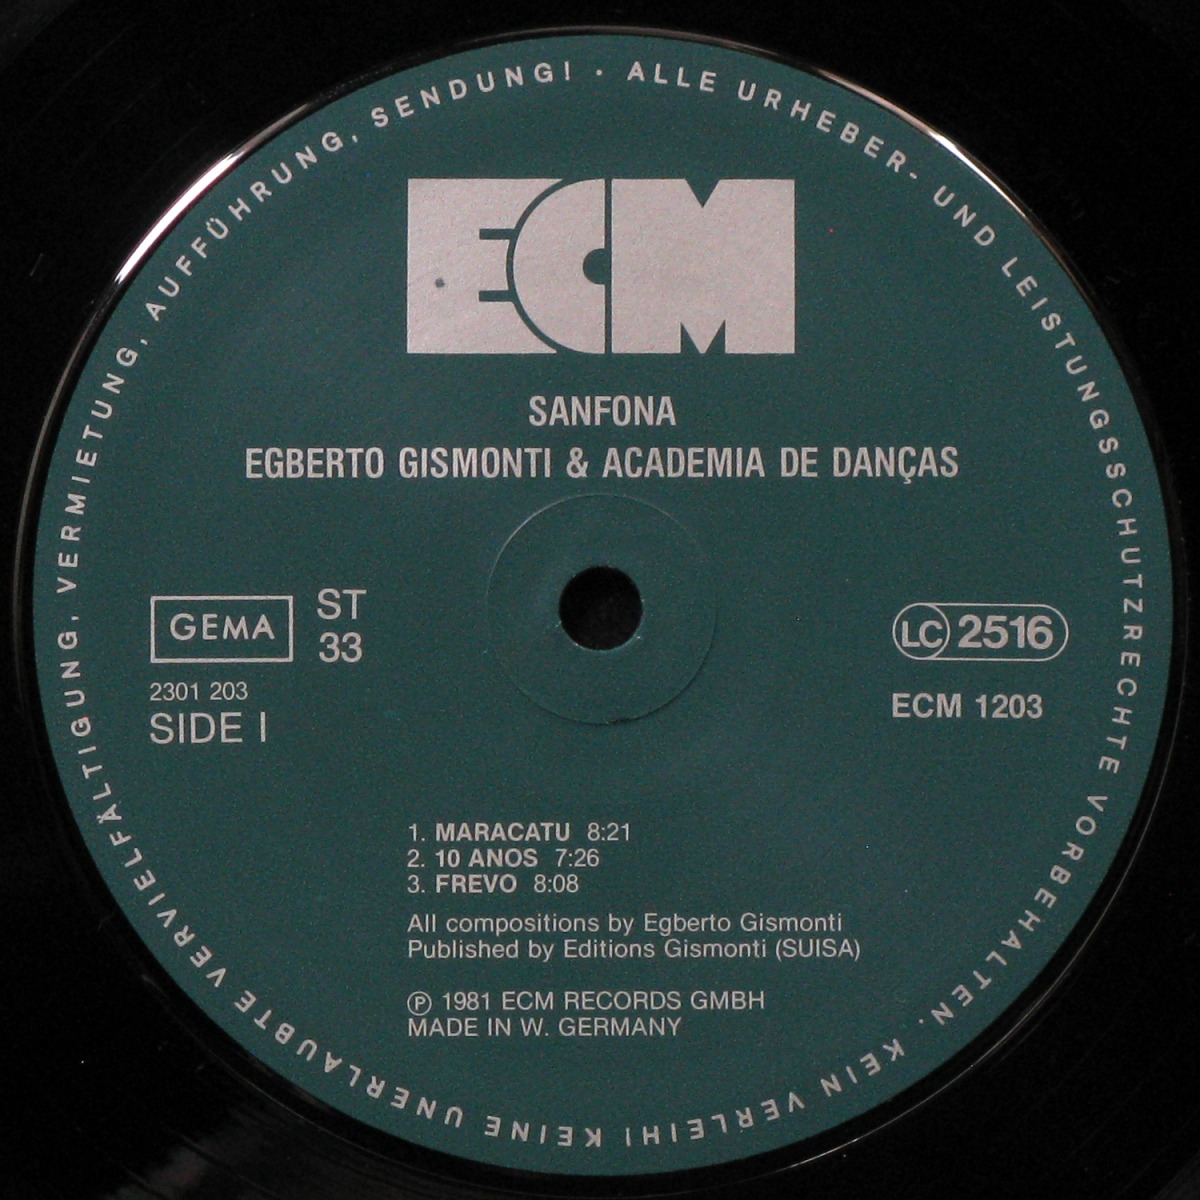 ALLE URHEBER- UND LEISTUNGSSCHUTZRECHTE VORBEHALTEN. KEIN VERLEIH! KEINE UNERLAUBTE VERVIELFÄLTIGUNG, VERMIETUNG, AUFFÜHRUNG, SENDUNG! ·
ECM
SANFONA
EGBERTO GISMONTI & ACADEMIA DE DANÇAS
GEMA
ST
33
2301 203
SIDE I
LC 2516
ECM 1203
1. MARACATU 8:21
2. 10 ANOS 7:26
3. FREVO 8:08
All compositions by Egberto Gismonti
Published by Editions Gismonti (SUISA)
Ⓟ 1981 ECM RECORDS GMBH
MADE IN W. GERMANY